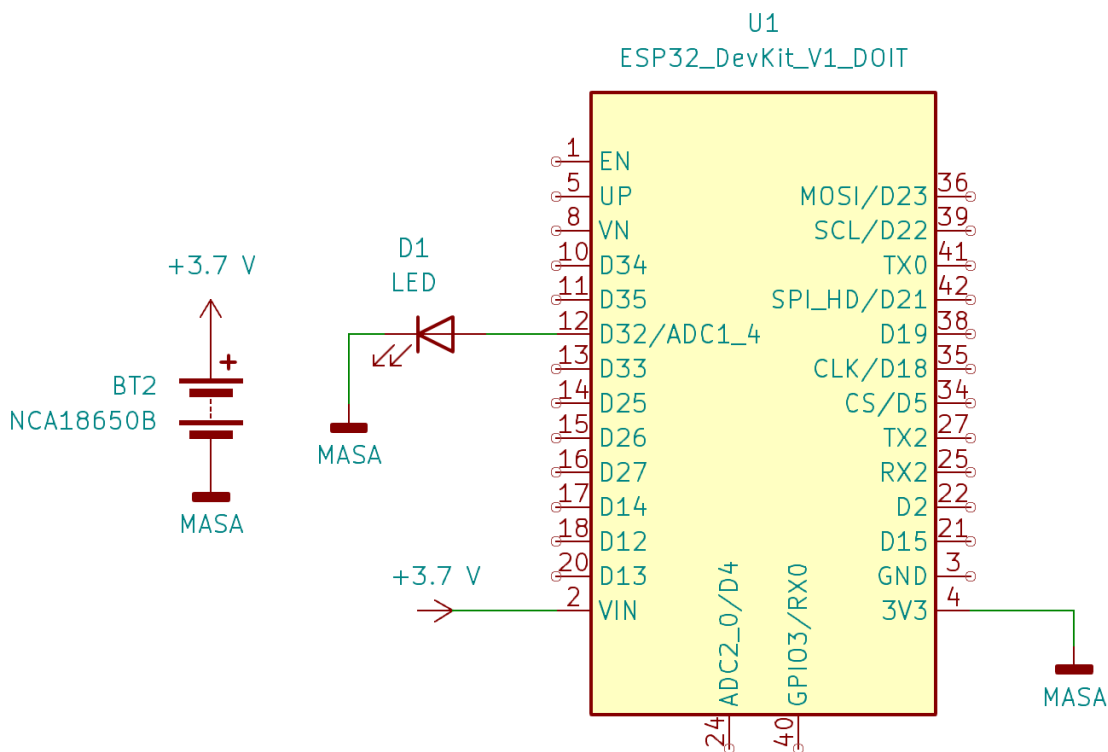 U1
ESP32_DevKit_V1_DOIT
1 EN
5 UP
8 VN
10 D34
11 D35
12 D32/ADC1_4
13 D33
14 D25
15 D26
16 D27
17 D14
18 D12
20 D13
2 VIN
MOSI/D23 36
SCL/D22 39
TX0 41
SPI_HD/D21 42
D19 38
CLK/D18 35
CS/D5 34
TX2 27
RX2 25
D2 22
D15 21
GND 3
3V3 4
ADC2_0/D4 24
GPIO3/RX0 40
D1
LED
MASA
+3.7 V
+
BT2
NCA18650B
MASA
+3.7 V
MASA